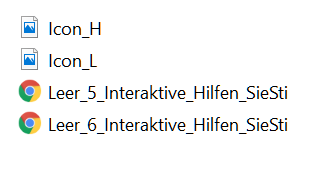 Icon_H
Icon_L
Leer_5_Interaktive_Hilfen_SieSti
Leer_6_Interaktive_Hilfen_SieSti